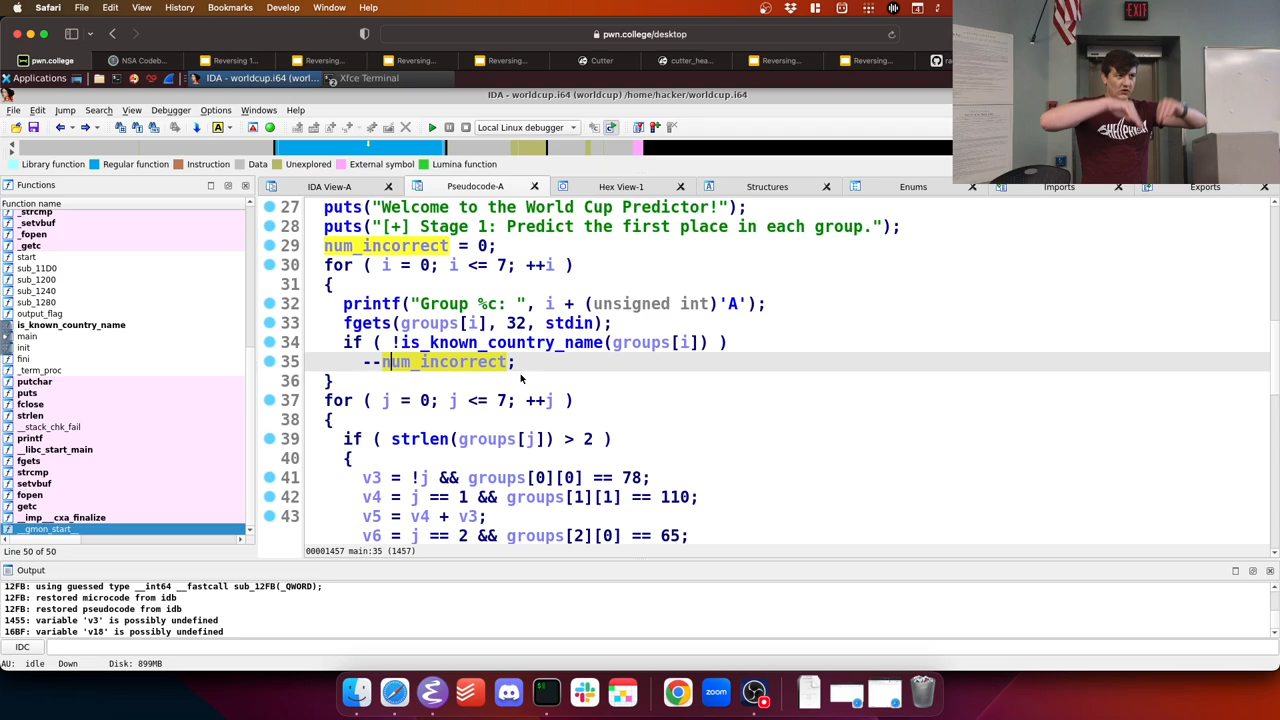 Safari File Edit View History Bookmarks Develop Window Help
pwn.college/desktop
pwn.college NSA Codeb... Reversing 1... Reversing... Reversing... Reversing... Cutter cutter_hea... Reversing... Reversing...
Applications IDA - worldcup.i64 (worl... Xfce Terminal
IDA - worldcup.i64 (worldcup) /home/hacker/worldcup.i64
File Edit Jump Search View Debugger Options Windows Help
Local Linux debugger
Library function Regular function Instruction Data Unexplored External symbol Lumina function
Functions
IDA View-A Pseudocode-A Hex View-1 Structures Enums Imports Exports
Function name
_strcmp
_setvbuf
_fopen
_getc
start
sub_11D0
sub_1200
sub_1240
sub_1280
output_flag
is_known_country_name
main
init
fini
_term_proc
putchar
puts
fclose
strlen
__stack_chk_fail
printf
__libc_start_main
fgets
strcmp
setvbuf
fopen
getc
__imp__cxa_finalize
__gmon_start__
Line 50 of 50
27 puts("Welcome to the World Cup Predictor!");
28 puts("[+] Stage 1: Predict the first place in each group.");
29 num_incorrect = 0;
30 for ( i = 0; i <= 7; ++i )
31 {
32 printf("Group %c: ", i + (unsigned int)'A');
33 fgets(groups[i], 32, stdin);
34 if ( !is_known_country_name(groups[i]) )
35 --num_incorrect;
36 }
37 for ( j = 0; j <= 7; ++j )
38 {
39 if ( strlen(groups[j]) > 2 )
40 {
41 v3 = !j && groups[0][0] == 78;
42 v4 = j == 1 && groups[1][1] == 110;
43 v5 = v4 + v3;
v6 = j == 2 && groups[2][0] == 65;
00001457 main:35 (1457)
Output
12FB: using guessed type __int64 __fastcall sub_12FB(_QWORD);
12FB: restored microcode from idb
12FB: restored pseudocode from idb
1455: variable 'v3' is possibly undefined
16BF: variable 'v18' is possibly undefined
IDC
AU: idle Down Disk: 899MB
EXIT
SHELLPHISH
zoom